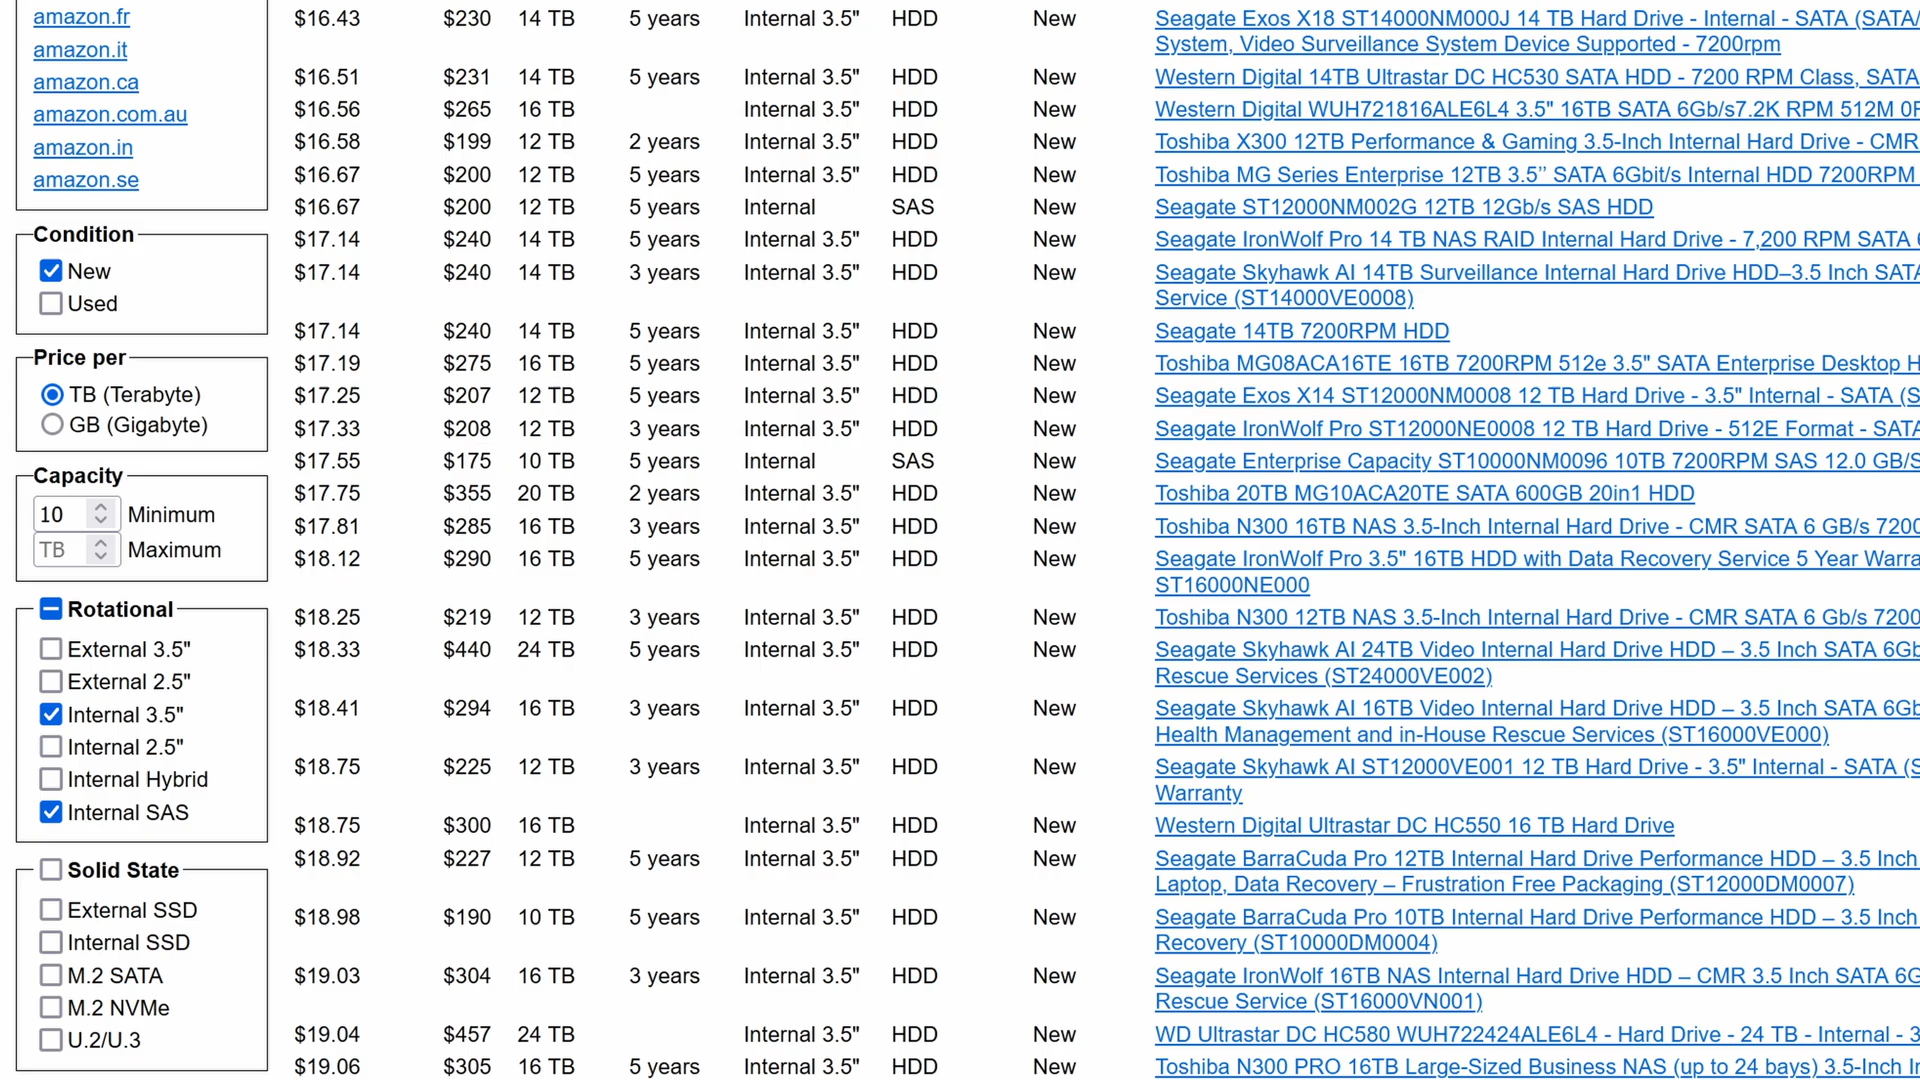 amazon.fr
amazon.it
amazon.ca
amazon.com.au
amazon.in
amazon.se
Condition
New
Used
Price per
TB (Terabyte)
GB (Gigabyte)
Capacity
10 Minimum
TB Maximum
Rotational
External 3.5"
External 2.5"
Internal 3.5"
Internal 2.5"
Internal Hybrid
Internal SAS
Solid State
External SSD
Internal SSD
M.2 SATA
M.2 NVMe
U.2/U.3
$16.43 $230 14 TB 5 years Internal 3.5" HDD New Seagate Exos X18 ST14000NM000J 14 TB Hard Drive - Internal - SATA (SATA/
System, Video Surveillance System Device Supported - 7200rpm
$16.51 $231 14 TB 5 years Internal 3.5" HDD New Western Digital 14TB Ultrastar DC HC530 SATA HDD - 7200 RPM Class, SATA
$16.56 $265 16 TB Internal 3.5" HDD New Western Digital WUH721816ALE6L4 3.5" 16TB SATA 6Gb/s7.2K RPM 512M 0F
$16.58 $199 12 TB 2 years Internal 3.5" HDD New Toshiba X300 12TB Performance & Gaming 3.5-Inch Internal Hard Drive - CMR
$16.67 $200 12 TB 5 years Internal 3.5" HDD New Toshiba MG Series Enterprise 12TB 3.5’’ SATA 6Gbit/s Internal HDD 7200RPM
$16.67 $200 12 TB 5 years Internal SAS New Seagate ST12000NM002G 12TB 12Gb/s SAS HDD
$17.14 $240 14 TB 5 years Internal 3.5" HDD New Seagate IronWolf Pro 14 TB NAS RAID Internal Hard Drive - 7,200 RPM SATA 6
$17.14 $240 14 TB 3 years Internal 3.5" HDD New Seagate Skyhawk AI 14TB Surveillance Internal Hard Drive HDD–3.5 Inch SATA
Service (ST14000VE0008)
$17.14 $240 14 TB 5 years Internal 3.5" HDD New Seagate 14TB 7200RPM HDD
$17.19 $275 16 TB 5 years Internal 3.5" HDD New Toshiba MG08ACA16TE 16TB 7200RPM 512e 3.5" SATA Enterprise Desktop H
$17.25 $207 12 TB 5 years Internal 3.5" HDD New Seagate Exos X14 ST12000NM0008 12 TB Hard Drive - 3.5" Internal - SATA (S
$17.33 $208 12 TB 3 years Internal 3.5" HDD New Seagate IronWolf Pro ST12000NE0008 12 TB Hard Drive - 512E Format - SATA
$17.55 $175 10 TB 5 years Internal SAS New Seagate Enterprise Capacity ST10000NM0096 10TB 7200RPM SAS 12.0 GB/S
$17.75 $355 20 TB 2 years Internal 3.5" HDD New Toshiba 20TB MG10ACA20TE SATA 600GB 20in1 HDD
$17.81 $285 16 TB 3 years Internal 3.5" HDD New Toshiba N300 16TB NAS 3.5-Inch Internal Hard Drive - CMR SATA 6 GB/s 7200
$18.12 $290 16 TB 5 years Internal 3.5" HDD New Seagate IronWolf Pro 3.5" 16TB HDD with Data Recovery Service 5 Year Warra
ST16000NE000
$18.25 $219 12 TB 3 years Internal 3.5" HDD New Toshiba N300 12TB NAS 3.5-Inch Internal Hard Drive - CMR SATA 6 Gb/s 7200
$18.33 $440 24 TB 5 years Internal 3.5" HDD New Seagate Skyhawk AI 24TB Video Internal Hard Drive HDD – 3.5 Inch SATA 6Gb
Rescue Services (ST24000VE002)
$18.41 $294 16 TB 3 years Internal 3.5" HDD New Seagate Skyhawk AI 16TB Video Internal Hard Drive HDD – 3.5 Inch SATA 6Gb
Health Management and in-House Rescue Services (ST16000VE000)
$18.75 $225 12 TB 3 years Internal 3.5" HDD New Seagate Skyhawk AI ST12000VE001 12 TB Hard Drive - 3.5" Internal - SATA (S
Warranty
$18.75 $300 16 TB Internal 3.5" HDD New Western Digital Ultrastar DC HC550 16 TB Hard Drive
$18.92 $227 12 TB 5 years Internal 3.5" HDD New Seagate BarraCuda Pro 12TB Internal Hard Drive Performance HDD – 3.5 Inch
Laptop, Data Recovery – Frustration Free Packaging (ST12000DM0007)
$18.98 $190 10 TB 5 years Internal 3.5" HDD New Seagate BarraCuda Pro 10TB Internal Hard Drive Performance HDD – 3.5 Inch
Recovery (ST10000DM0004)
$19.03 $304 16 TB 3 years Internal 3.5" HDD New Seagate IronWolf 16TB NAS Internal Hard Drive HDD – CMR 3.5 Inch SATA 6G
Rescue Service (ST16000VN001)
$19.04 $457 24 TB Internal 3.5" HDD New WD Ultrastar DC HC580 WUH722424ALE6L4 - Hard Drive - 24 TB - Internal - 3
$19.06 $305 16 TB 5 years Internal 3.5" HDD New Toshiba N300 PRO 16TB Large-Sized Business NAS (up to 24 bays) 3.5-Inch In